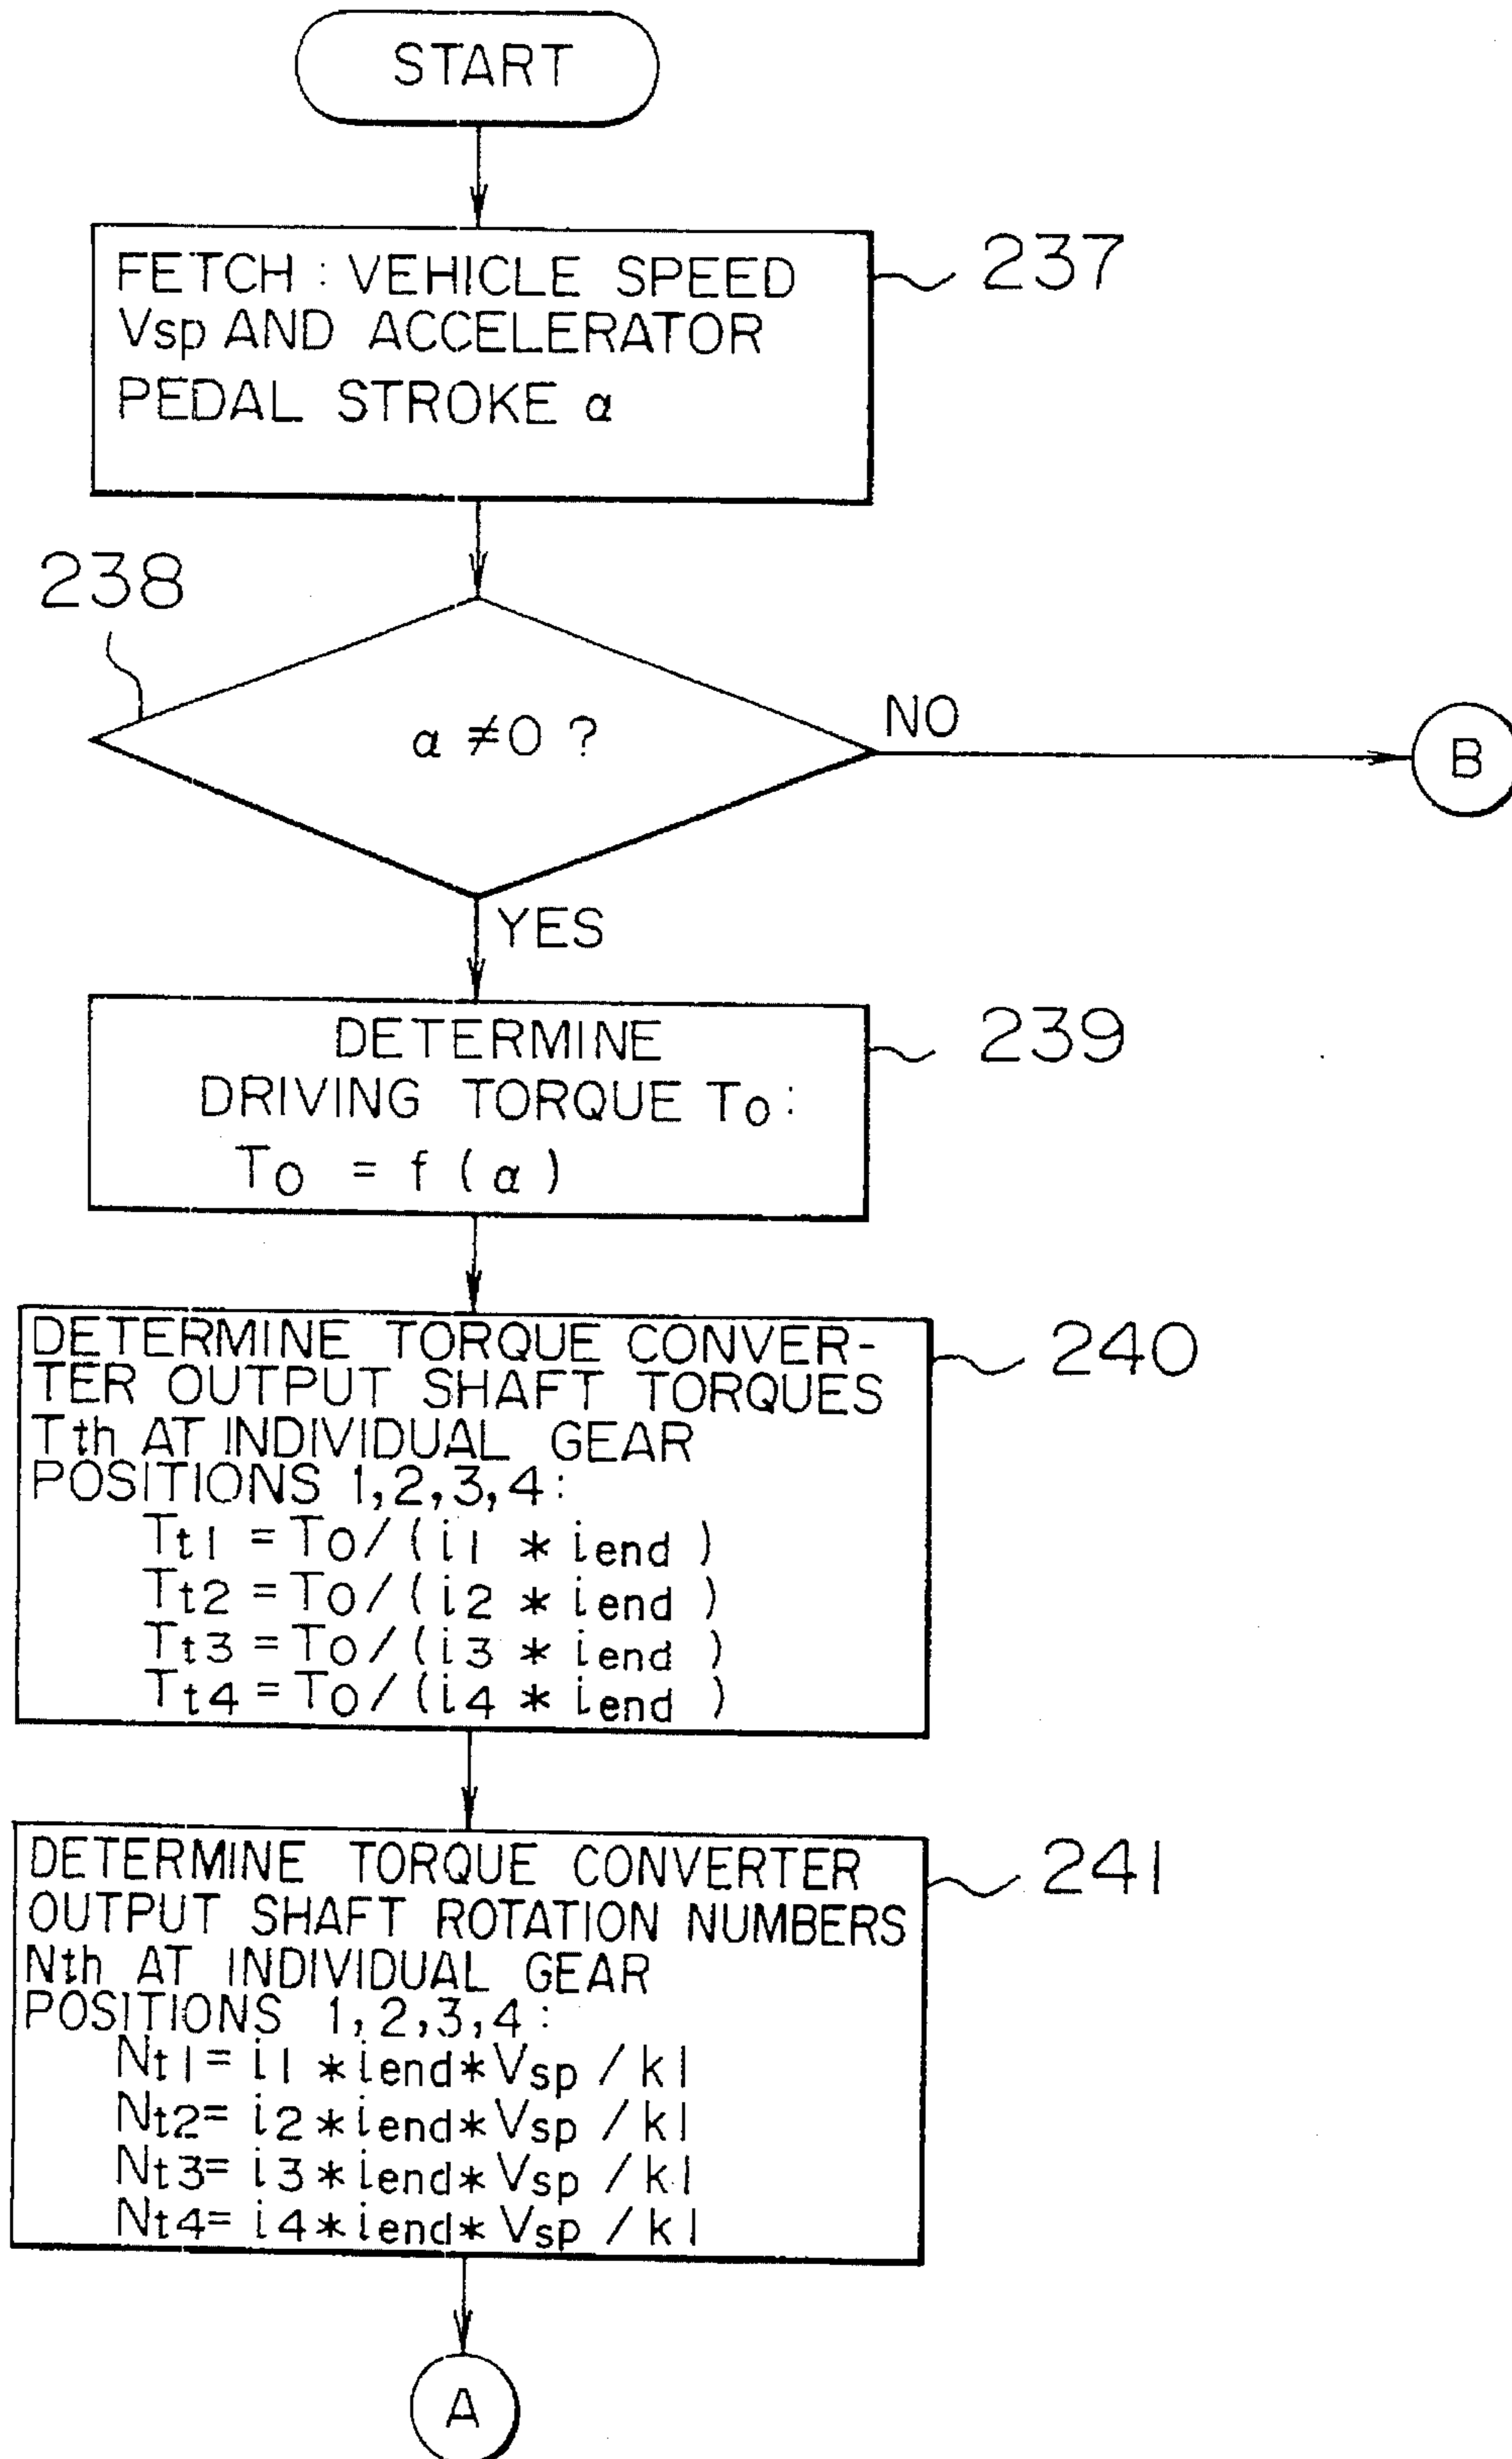 START
FETCH : VEHICLE SPEED
Vsp AND ACCELERATOR
PEDAL STROKE α
237
238
α ≠0 ?
NO
B
YES
DETERMINE
DRIVING TORQUE To:
To = f (α)
239
DETERMINE TORQUE CONVER-
TER OUTPUT SHAFT TORQUES
Tth AT INDIVIDUAL GEAR
POSITIONS 1,2,3,4:
Tt1 = To/(i1 * iend )
Tt2 = To/(i2 * iend )
Tt3 = To/(i3 * iend )
Tt4 = To/(i4 * iend )
240
DETERMINE TORQUE CONVERTER
OUTPUT SHAFT ROTATION NUMBERS
Nth AT INDIVIDUAL GEAR
POSITIONS 1,2,3,4:
Nt1= i1 * iend* Vsp / k1
Nt2= i2 * iend* Vsp / k1
Nt3= i3 * iend* Vsp / k1
Nt4= i4 * iend* Vsp / k1
241
A